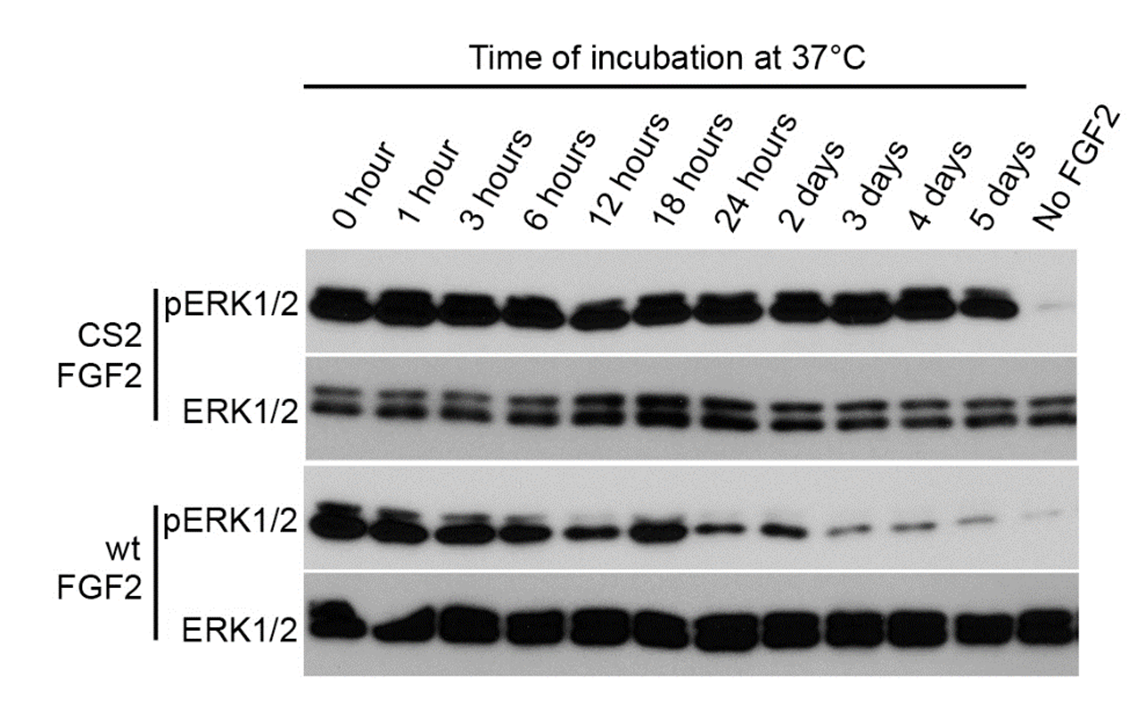 Time of incubation at 37°C
0 hour
1 hour
3 hours
6 hours
12 hours
18 hours
24 hours
2 days
3 days
4 days
5 days
No FGF2
CS2
FGF2
pERK1/2
ERK1/2
wt
FGF2
pERK1/2
ERK1/2